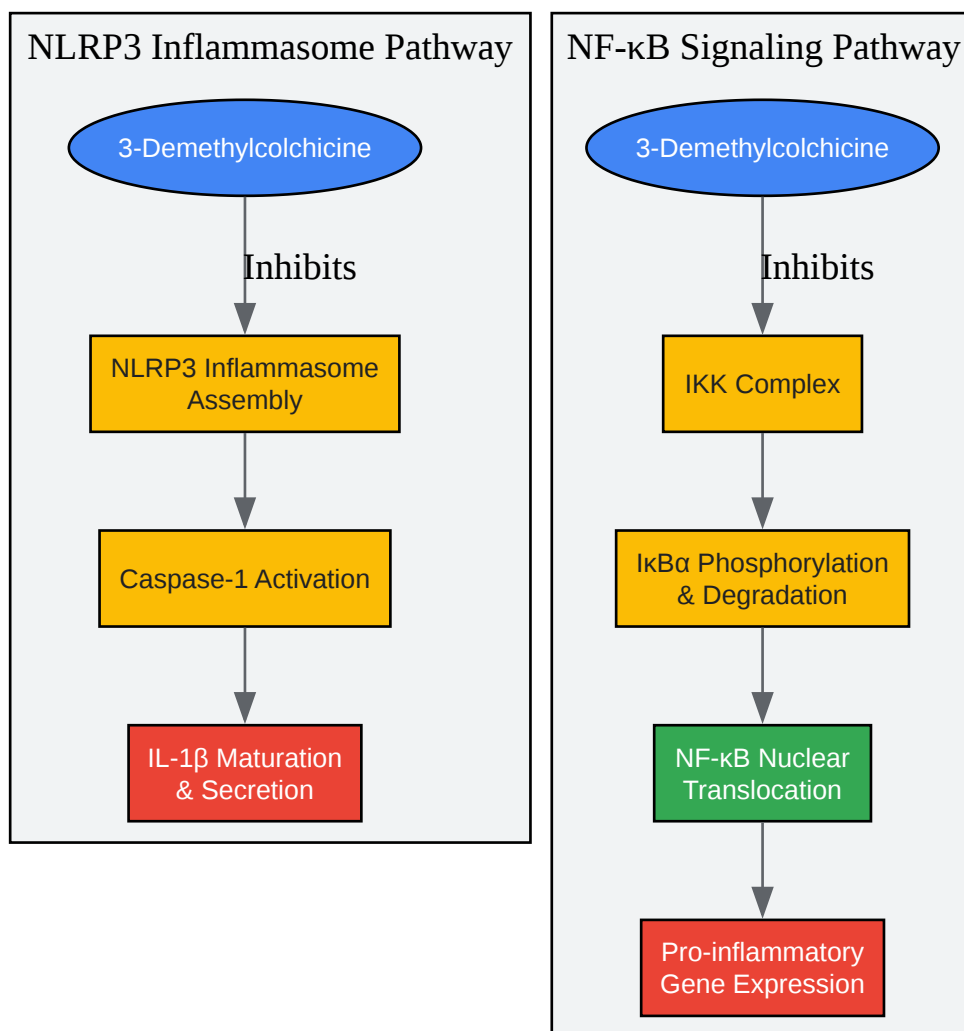 NLRP3 Inflammasome Pathway
3-Demethylcolchicine
Inhibits
NLRP3 Inflammasome
Assembly
Caspase-1 Activation
IL-1β Maturation
& Secretion
NF-κB Signaling Pathway
3-Demethylcolchicine
Inhibits
IKK Complex
IκBα Phosphorylation
& Degradation
NF-κB Nuclear
Translocation
Pro-inflammatory
Gene Expression